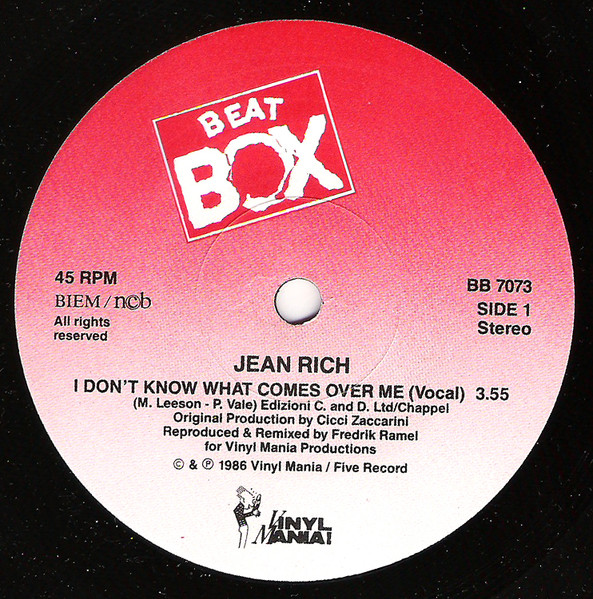 BEAT
BOX
45 RPM
BIEM/ncb
All rights
reserved
BB 7073
SIDE 1
Stereo
JEAN RICH
I DON'T KNOW WHAT COMES OVER ME (Vocal) 3.55
(M. Leeson - P. Vale) Edizioni C. and D. Ltd/Chappel
Original Production by Cicci Zaccarini
Reproduced & Remixed by Fredrik Ramel
for Vinyl Mania Productions
© & ℗ 1986 Vinyl Mania / Five Record
VINYL
MANIA!